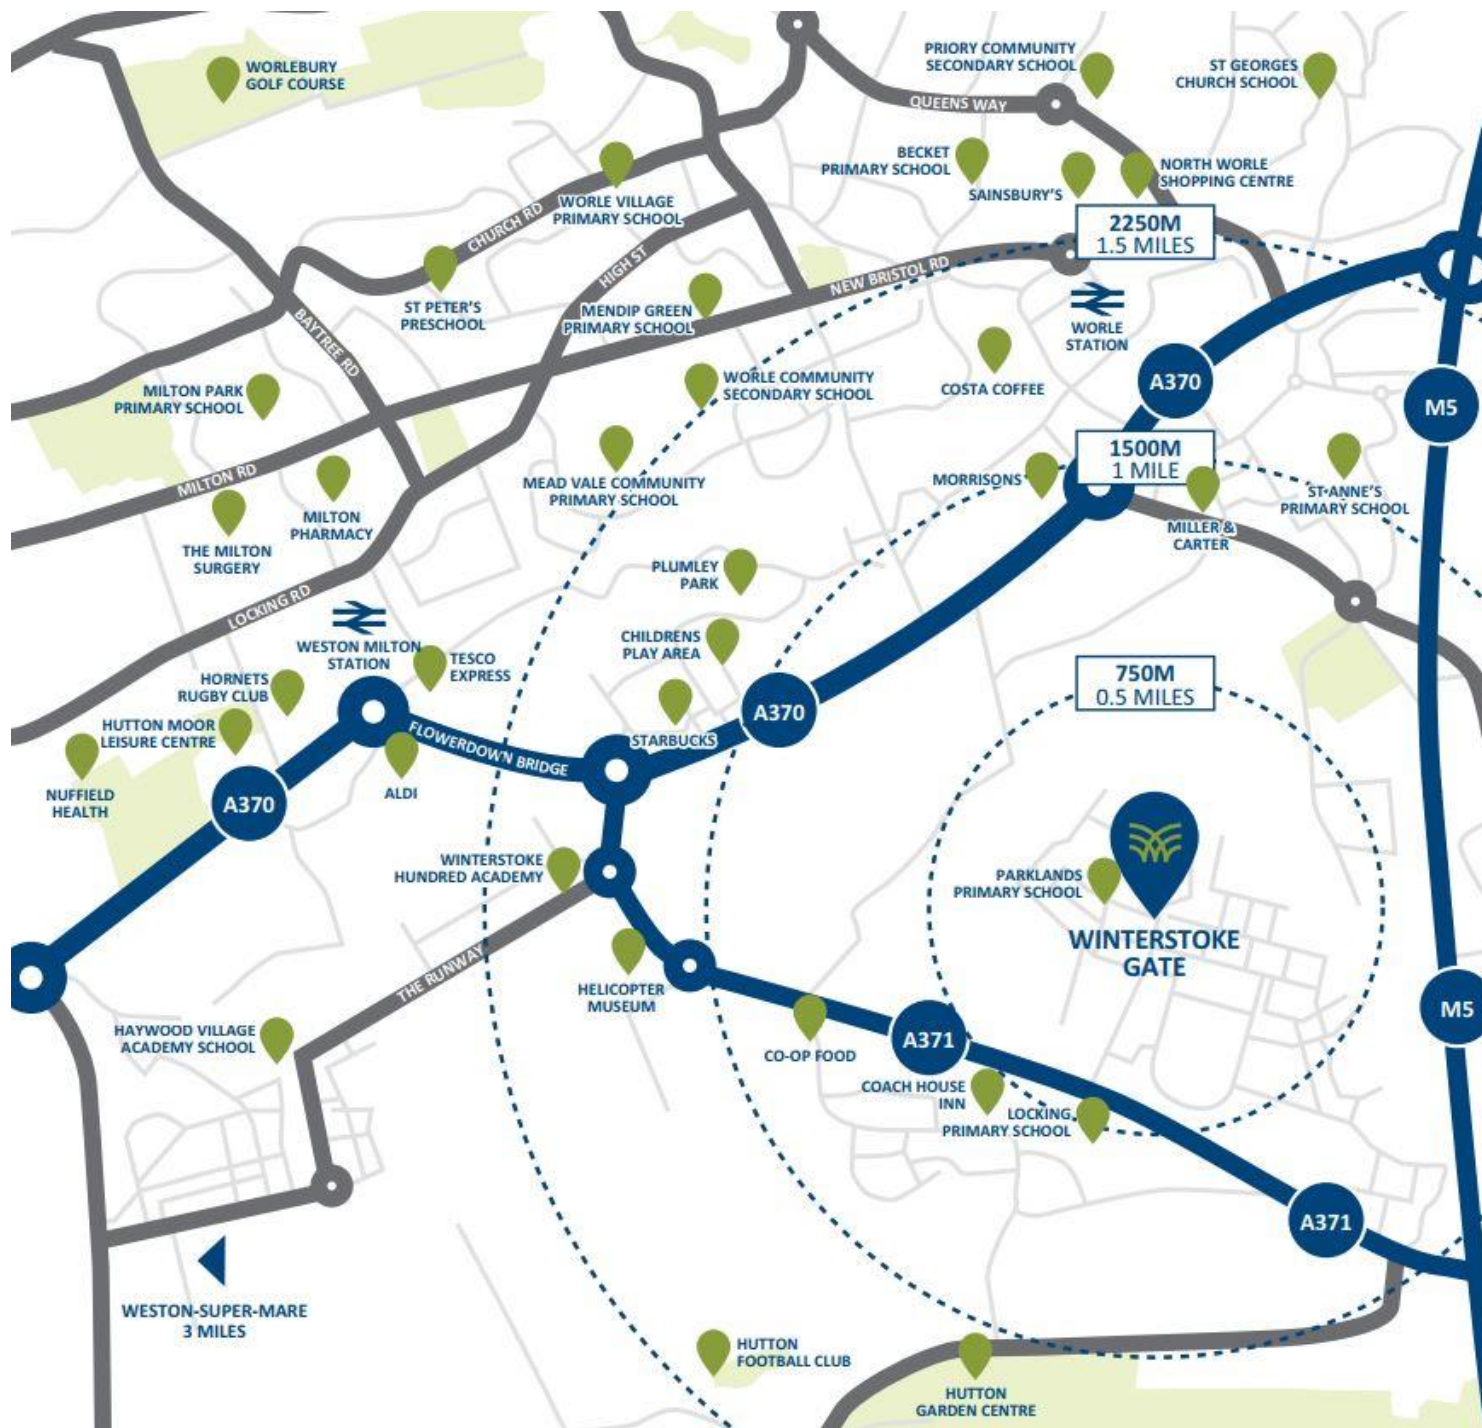 WORLEBURY
GOLF COURSE
PRIORY COMMUNITY
SECONDARY SCHOOL
ST GEORGES
CHURCH SCHOOL
QUEENS WAY
BECKET
PRIMARY SCHOOL
SAINSBURY'S
NORTH WORLE
SHOPPING CENTRE
WORLE VILLAGE
PRIMARY SCHOOL
CHURCH RD
HIGH ST
2250M
1.5 MILES
NEW BRISTOL RD
ST PETER'S
PRESCHOOL
MENDIP GREEN
PRIMARY SCHOOL
BAYTREE RD
WORLE
STATION
MILTON PARK
PRIMARY SCHOOL
WORLE COMMUNITY
SECONDARY SCHOOL
COSTA COFFEE
A370
M5
MILTON RD
MEAD VALE COMMUNITY
PRIMARY SCHOOL
1500M
1 MILE
MORRISONS
ST ANNE'S
PRIMARY SCHOOL
MILLER &
CARTER
MILTON
PHARMACY
THE MILTON
SURGERY
PLUMLEY
PARK
LOCKING RD
WESTON MILTON
STATION
TESCO
EXPRESS
CHILDRENS
PLAY AREA
HORNETS
RUGBY CLUB
750M
0.5 MILES
HUTTON MOOR
LEISURE CENTRE
FLOWERDOWN BRIDGE
STARBUCKS
A370
NUFFIELD
HEALTH
A370
ALDI
WINTERSTOKE
HUNDRED ACADEMY
PARKLANDS
PRIMARY SCHOOL
WINTERSTOKE
GATE
THE RUNWAY
HELICOPTER
MUSEUM
M5
HAYWOOD VILLAGE
ACADEMY SCHOOL
CO-OP FOOD
A371
COACH HOUSE
INN
LOCKING
PRIMARY SCHOOL
A371
WESTON-SUPER-MARE
3 MILES
HUTTON
FOOTBALL CLUB
HUTTON
GARDEN CENTRE